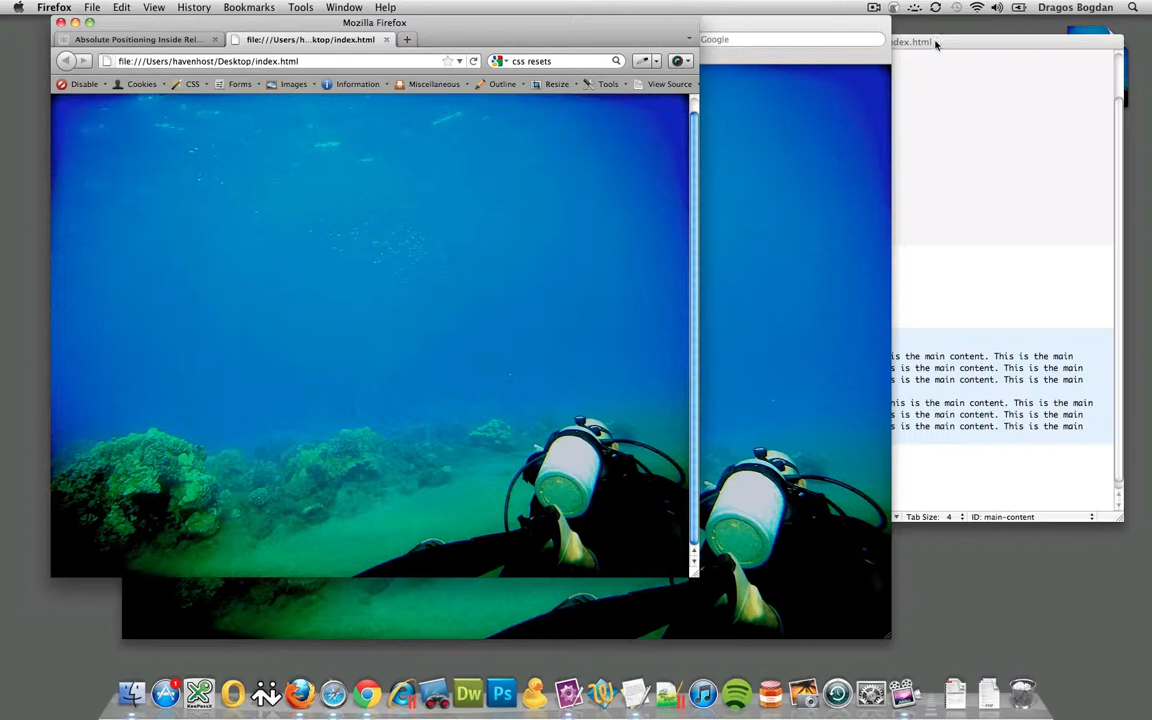 Firefox File Edit View History Bookmarks Tools Window Help Dragos Bogdan
Mozilla Firefox
Absolute Positioning Inside Rel... file:///Users/h...ktop/index.html
Google
file:///Users/havenhost/Desktop/index.html
css resets
Disable Cookies CSS Forms Images Information Miscellaneous Outline Resize Tools View Source
dex.html
is the main content. This is the main
s is the main content. This is the main
s is the main content. This is the main
his is the main content. This is the main
s is the main content. This is the main
s is the main content. This is the main
Tab Size: 4 ID: main-content
KeePassX
1
Dw Ps